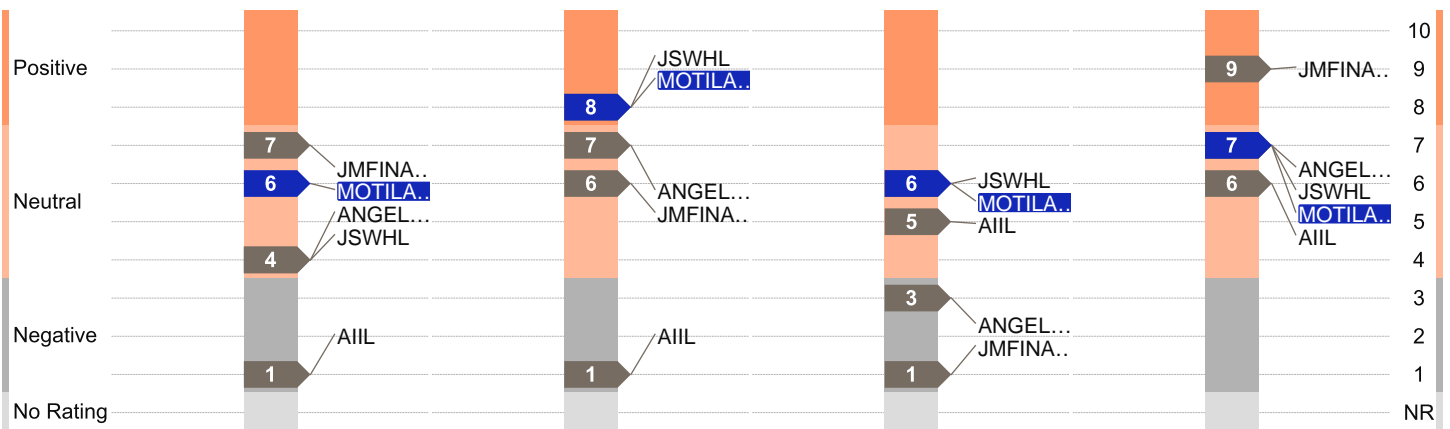 Positive
Neutral
Negative
No Rating
7
JMFINA..
6
MOTILA..
ANGEL...
JSWHL
4
AIIL
1
JSWHL
MOTILA..
8
7
6
ANGEL...
JMFINA..
AIIL
1
6
JSWHL
MOTILA..
5
AIIL
3
ANGEL...
JMFINA..
1
9
JMFINA..
7
ANGEL...
6
JSWHL
MOTILA..
AIIL
10
9
8
7
6
5
4
3
2
1
NR